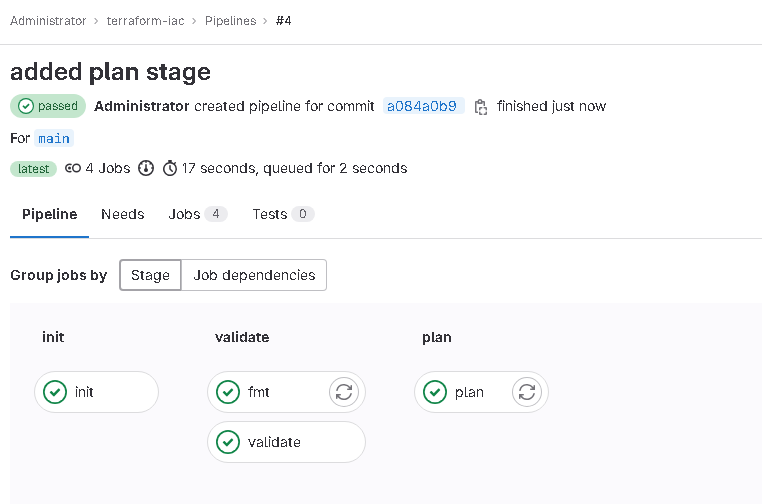 Administrator > terraform-iac > Pipelines > #4
added plan stage
passed Administrator created pipeline for commit a084a0b9 finished just now
For main
latest 4 Jobs 17 seconds, queued for 2 seconds
Pipeline Needs Jobs 4 Tests 0
Group jobs by Stage Job dependencies
init validate plan
init fmt plan
validate